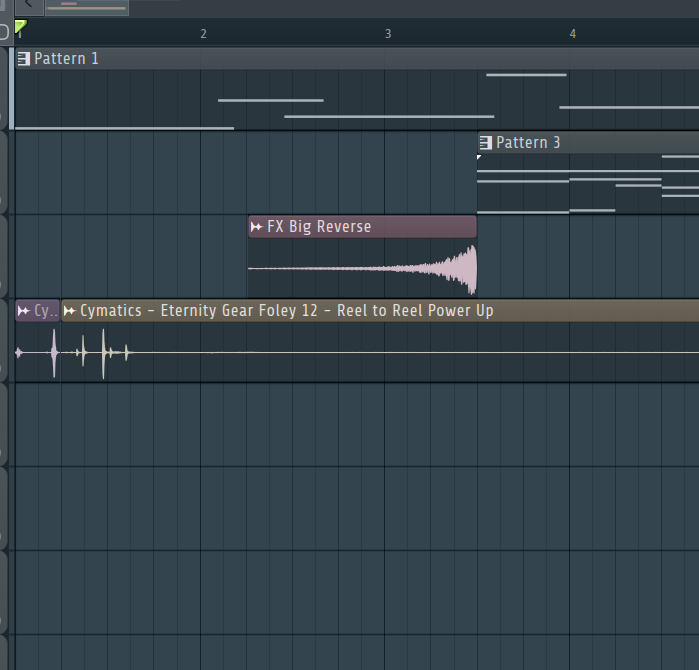 1
2
3
4
Pattern 1
Pattern 3
FX Big Reverse
Cy..
Cymatics – Eternity Gear Foley 12 – Reel to Reel Power Up